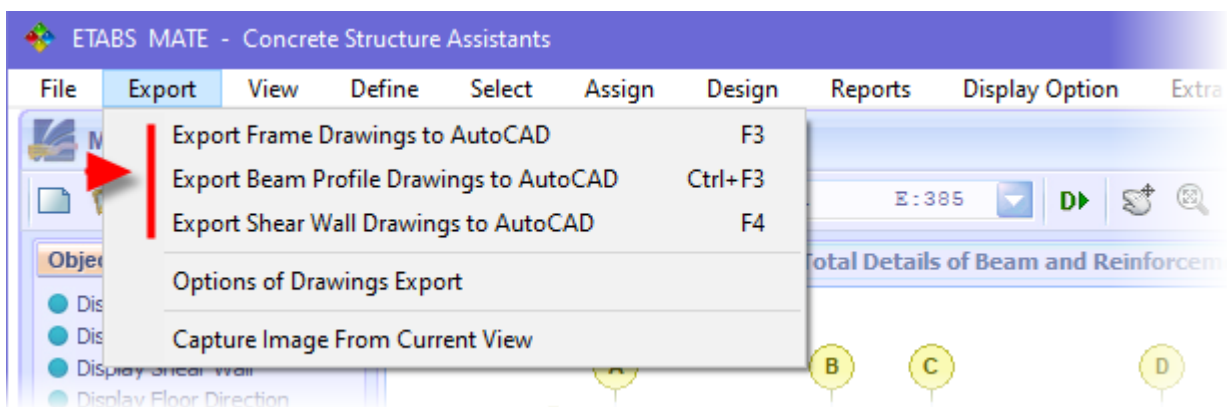 ETABS MATE - Concrete Structure Assistants
File Export View Define Select Assign Design Reports Display Option Extra
Export Frame Drawings to AutoCAD F3
Export Beam Profile Drawings to AutoCAD Ctrl+F3
E:385 D
Export Shear Wall Drawings to AutoCAD F4
Total Details of Beam and Reinforcem
Options of Drawings Export
Capture Image From Current View
Display Shear Wall
A B C D
Display Floor Direction